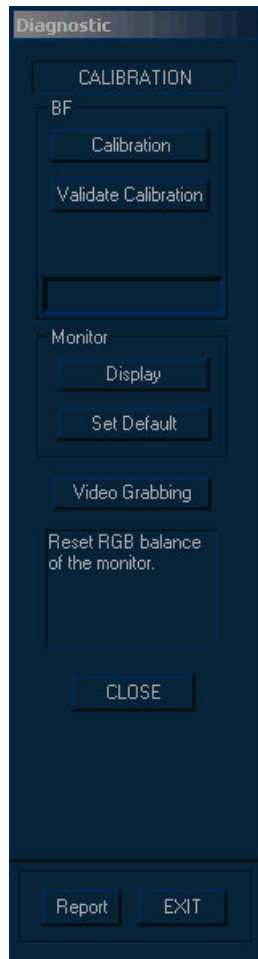 Diagnostic
CALIBRATION
BF
Calibration
Validate Calibration
Monitor
Display
Set Default
Video Grabbing
Reset RGB balance
of the monitor.
CLOSE
Report EXIT